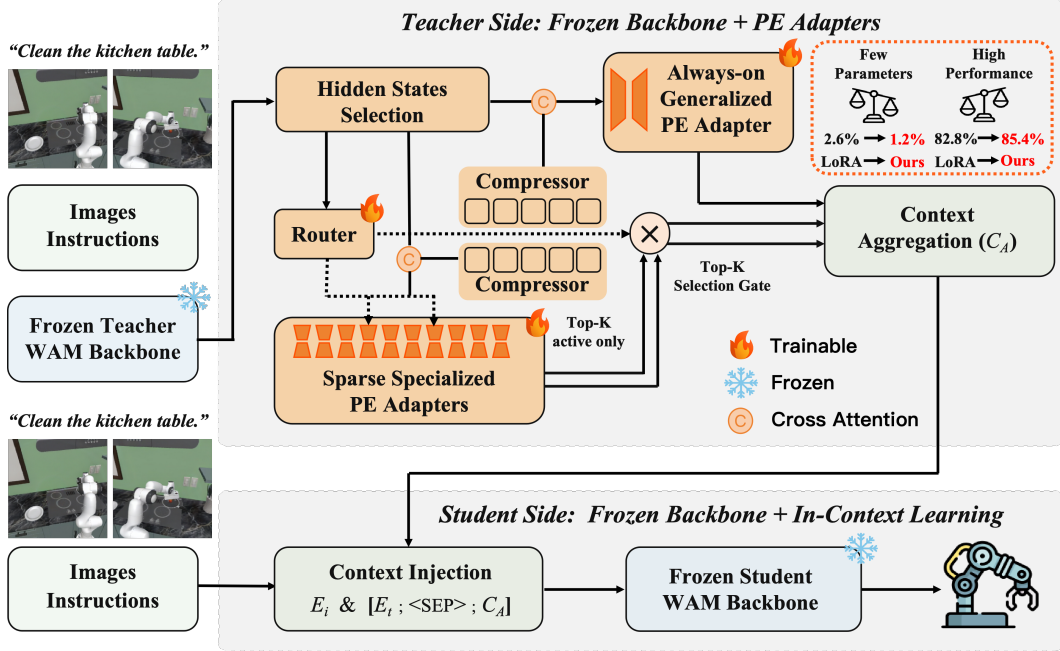 Teacher Side: Frozen Backbone + PE Adapters
“Clean the kitchen table.”
Images
Instructions
Frozen Teacher
WAM Backbone
Hidden States
Selection
C
Always-on
Generalized
PE Adapter
Few
Parameters
High
Performance
2.6% 1.2%
82.8% 85.4%
LoRA Ours
LoRA Ours
Compressor
Router
C
Compressor
Top-K
Selection Gate
Context
Aggregation (C_A)
Top-K
active only
Sparse Specialized
PE Adapters
Trainable
Frozen
C
Cross Attention
“Clean the kitchen table.”
Images
Instructions
Student Side: Frozen Backbone + In-Context Learning
Context Injection
E_i & [E_t ; <SEP> ; C_A]
Frozen Student
WAM Backbone